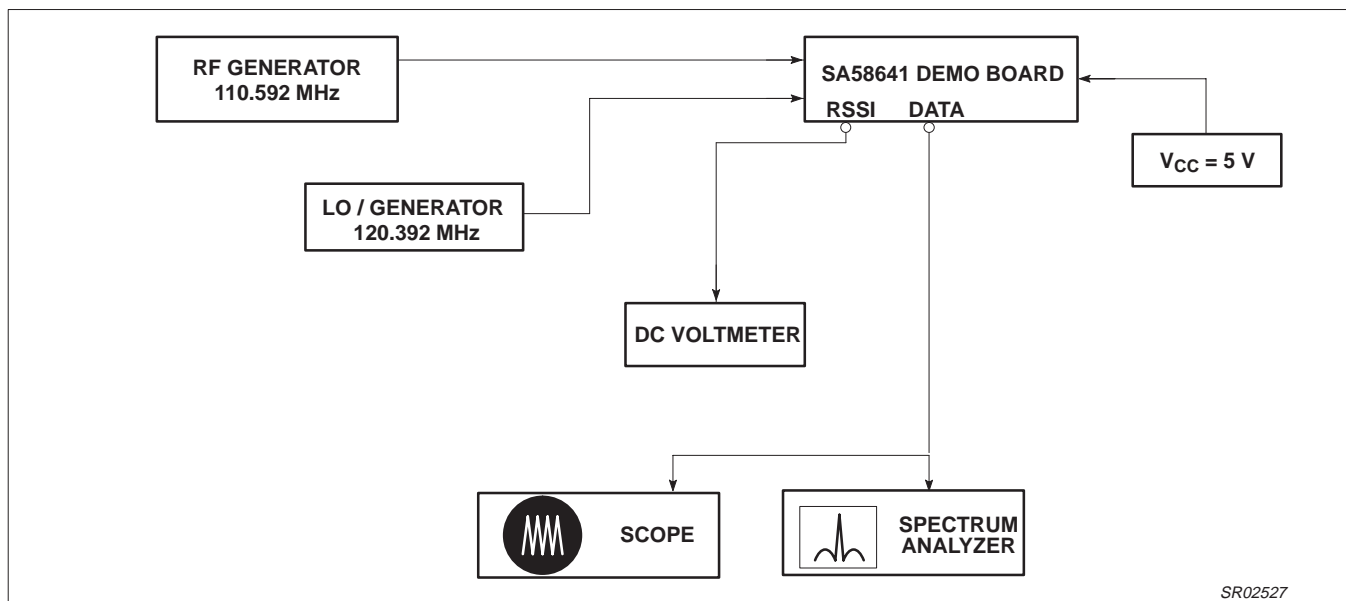 RF GENERATOR
110.592 MHz
SA58641 DEMO BOARD
RSSI DATA
VCC = 5 V
LO / GENERATOR
120.392 MHz
DC VOLTMETER
SCOPE
SPECTRUM
ANALYZER
SR02527